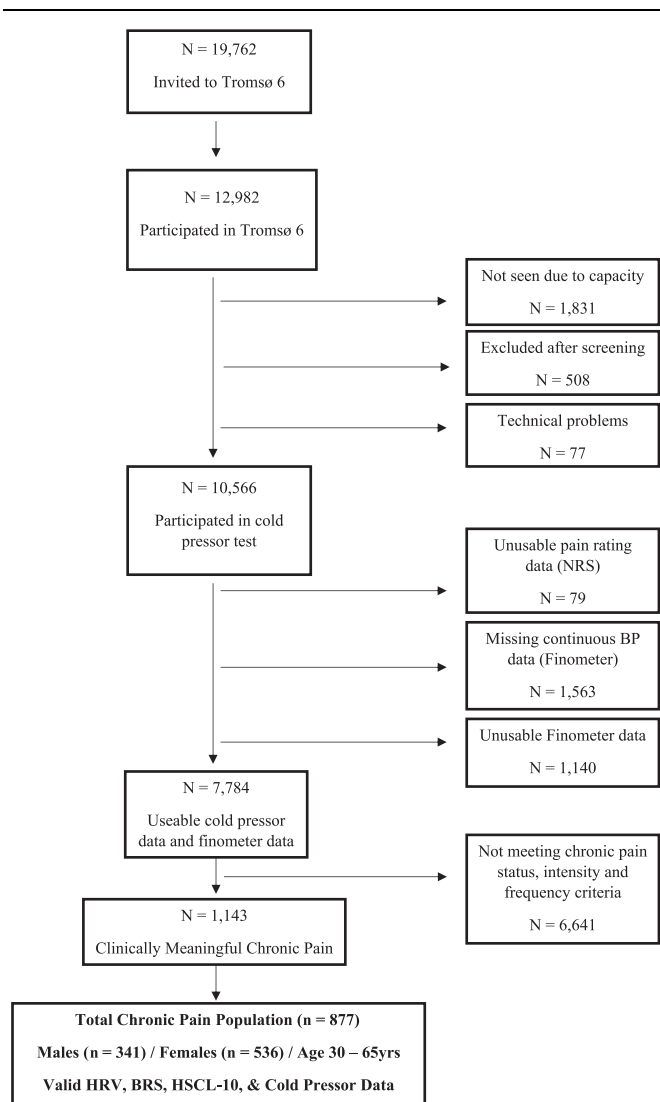 N = 19,762
Invited to Tromsø 6
N = 12,982
Participated in Tromsø 6
Not seen due to capacity
N = 1,831
Excluded after screening
N = 508
Technical problems
N = 77
N = 10,566
Participated in cold
pressor test
Unusable pain rating
data (NRS)
N = 79
Missing continuous BP
data (Finometer)
N = 1,563
Unusable Finometer data
N = 1,140
N = 7,784
Useable cold pressor
data and finometer data
Not meeting chronic pain
status, intensity and
frequency criteria
N = 6,641
N = 1,143
Clinically Meaningful Chronic Pain
Total Chronic Pain Population (n = 877)
Males (n = 341) / Females (n = 536) / Age 30 – 65yrs
Valid HRV, BRS, HSCL-10, & Cold Pressor Data